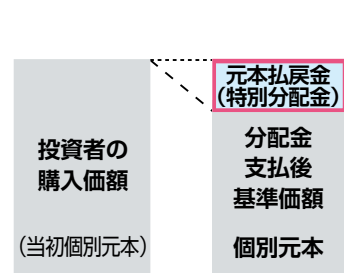 投資者の
購入価額
(当初個別元本)
元本払戻金
(特別分配金)
分配金
支払後
基準価額
個別元本